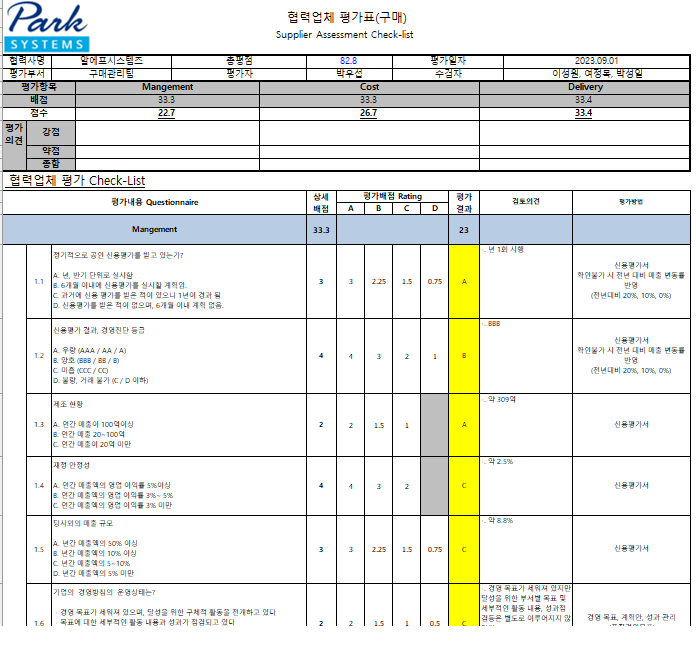 Park
SYSTEMS
협력업체 평가표(구매)
Supplier Assessment Check-list
협력사명 알에프시스템즈 총평점 82.8 평가일자 2023.09.01
평가부서 구매관리팀 평가자 박우섭 수검자 이성원, 여정목, 박성일
평가항목 Mangement Cost Delivery
배점 33.3 33.3 33.4
점수 22.7 26.7 33.4
평가 의견 강점
약점
종합
협력업체 평가 Check-List
평가내용 Questionnaire 상세 배점 평가배점 Rating 평가 결과 검토의견 평가방법
A B C D
Mangement 33.3 23
1.1 정기적으로 공인 신용평가를 받고 있는가?
A. 년, 반기 단위로 실시함
B. 6개월 이내에 신용평가를 실시할 계획임.
C. 과거에 신용 평가를 받은 적이 있으나 1년이 경과 됨
D. 신용평가를 받은 적이 없으며, 6개월 이내 계획 없음.
3 3 2.25 1.5 0.75 A
년 1회 시행
신용평가서
확인불가 시 전년 대비 매출 변동률
반영
(전년대비 20%, 10%, 0%)
1.2 신용평가 결과, 경영진단 등급
A. 우량 (AAA / AA / A)
B. 양호 (BBB / BB / B)
C. 미흡 (CCC / CC)
D. 불량, 거래 불가 (C / D 이하)
4 4 3 2 1 B
BBB
신용평가서
확인불가 시 전년 대비 매출 변동률
반영
(전년대비 20%, 10%, 0%)
1.3 제조 현황
A. 연간 매출이 100억이상
B. 연간 매출 20~100억
C. 연간 매출이 20억 미만
2 2 1.5 1 A
약 309억
신용평가서
1.4 재정 안정성
A. 연간 매출액의 영업 이익률 5%이상
B. 연간 매출액의 영업 이익률 3%~ 5%
C. 연간 매출액의 영업 이익률 3% 미만
4 4 3 2 C
약 2.5%
신용평가서
1.5 당사와의 매출 규모
A. 년간 매출액의 50% 이상
B. 년간 매출액의 10% 이상
C. 년간 매출액의 5~10%
D. 년간 매출액의 5% 미만
3 3 2.25 1.5 0.75 C
약 8.8%
신용평가서
1.6 기업의 경영방침의 운영상태는?
경영 목표가 세워져 있으며, 달성을 위한 구체적 활동을 전개하고 있다
목표에 대한 세부적인 활동 내용과 성과가 점검되고 있다
2 2 1.5 1 0.5 C
경영 목표가 세워져 있지만
달성을 위한 부서별 목표 및
세부적인 활동 내용, 성과점
검등은 별도로 이루어지지 않
경영 목표, 계획안, 성과 관리